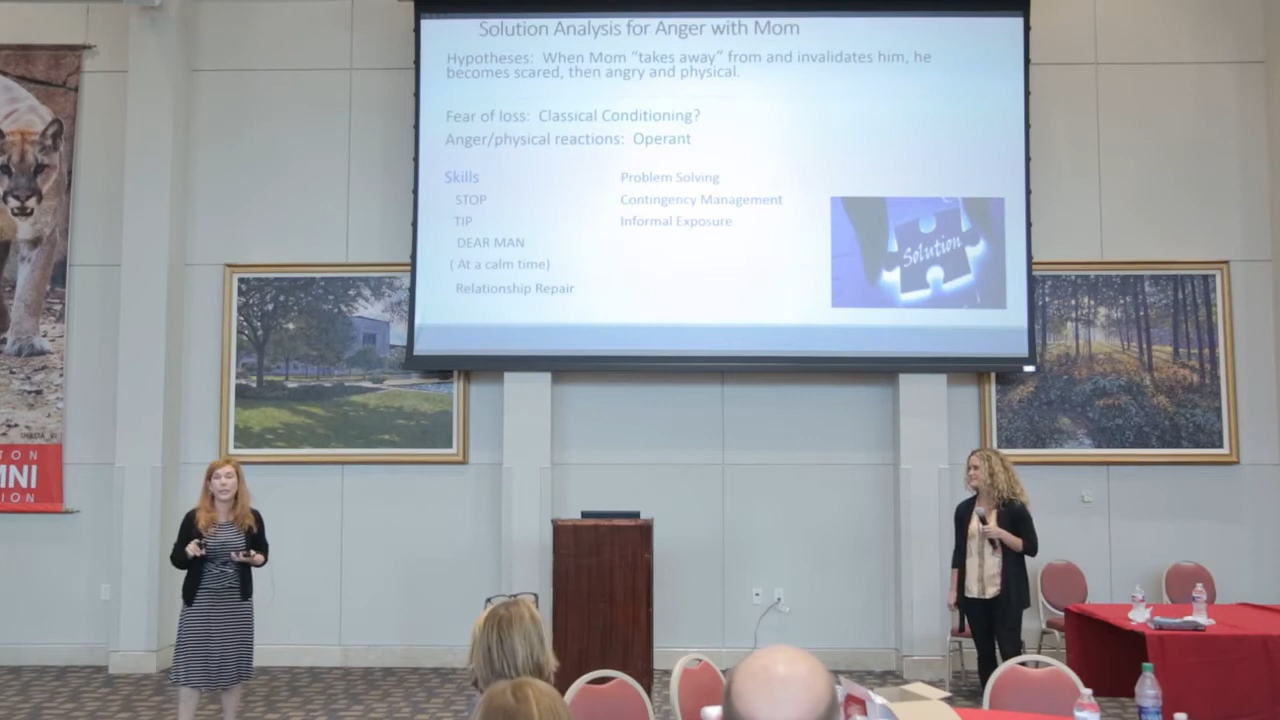 Solution Analysis for Anger with Mom
Hypotheses:  When Mom "takes away" from and invalidates him, he
becomes scared, then angry and physical.
Fear of loss:  Classical Conditioning?
Anger/physical reactions:  Operant
Skills
STOP
TIP
DEAR MAN
( At a calm time)
Relationship Repair
Problem Solving
Contingency Management
Informal Exposure
Solution
TON
MNI
ION